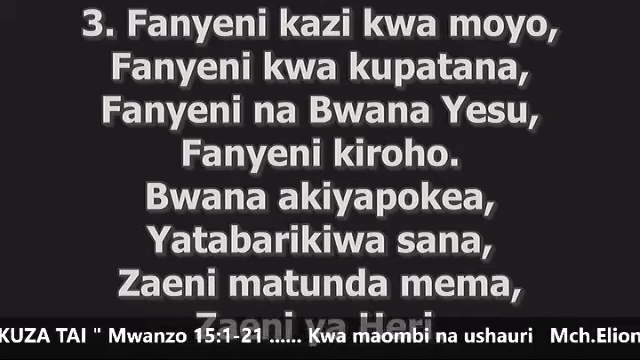 3. Fanyeni kazi kwa moyo,
Fanyeni kwa kupatana,
Fanyeni na Bwana Yesu,
Fanyeni kiroho.
Bwana akiyapokea,
Yatabarikiwa sana,
Zaeni matunda mema,
Zaeni ya Heri
KUZA TAI " Mwanzo 15:1-21 ...... Kwa maombi na ushauri Mch.Elion